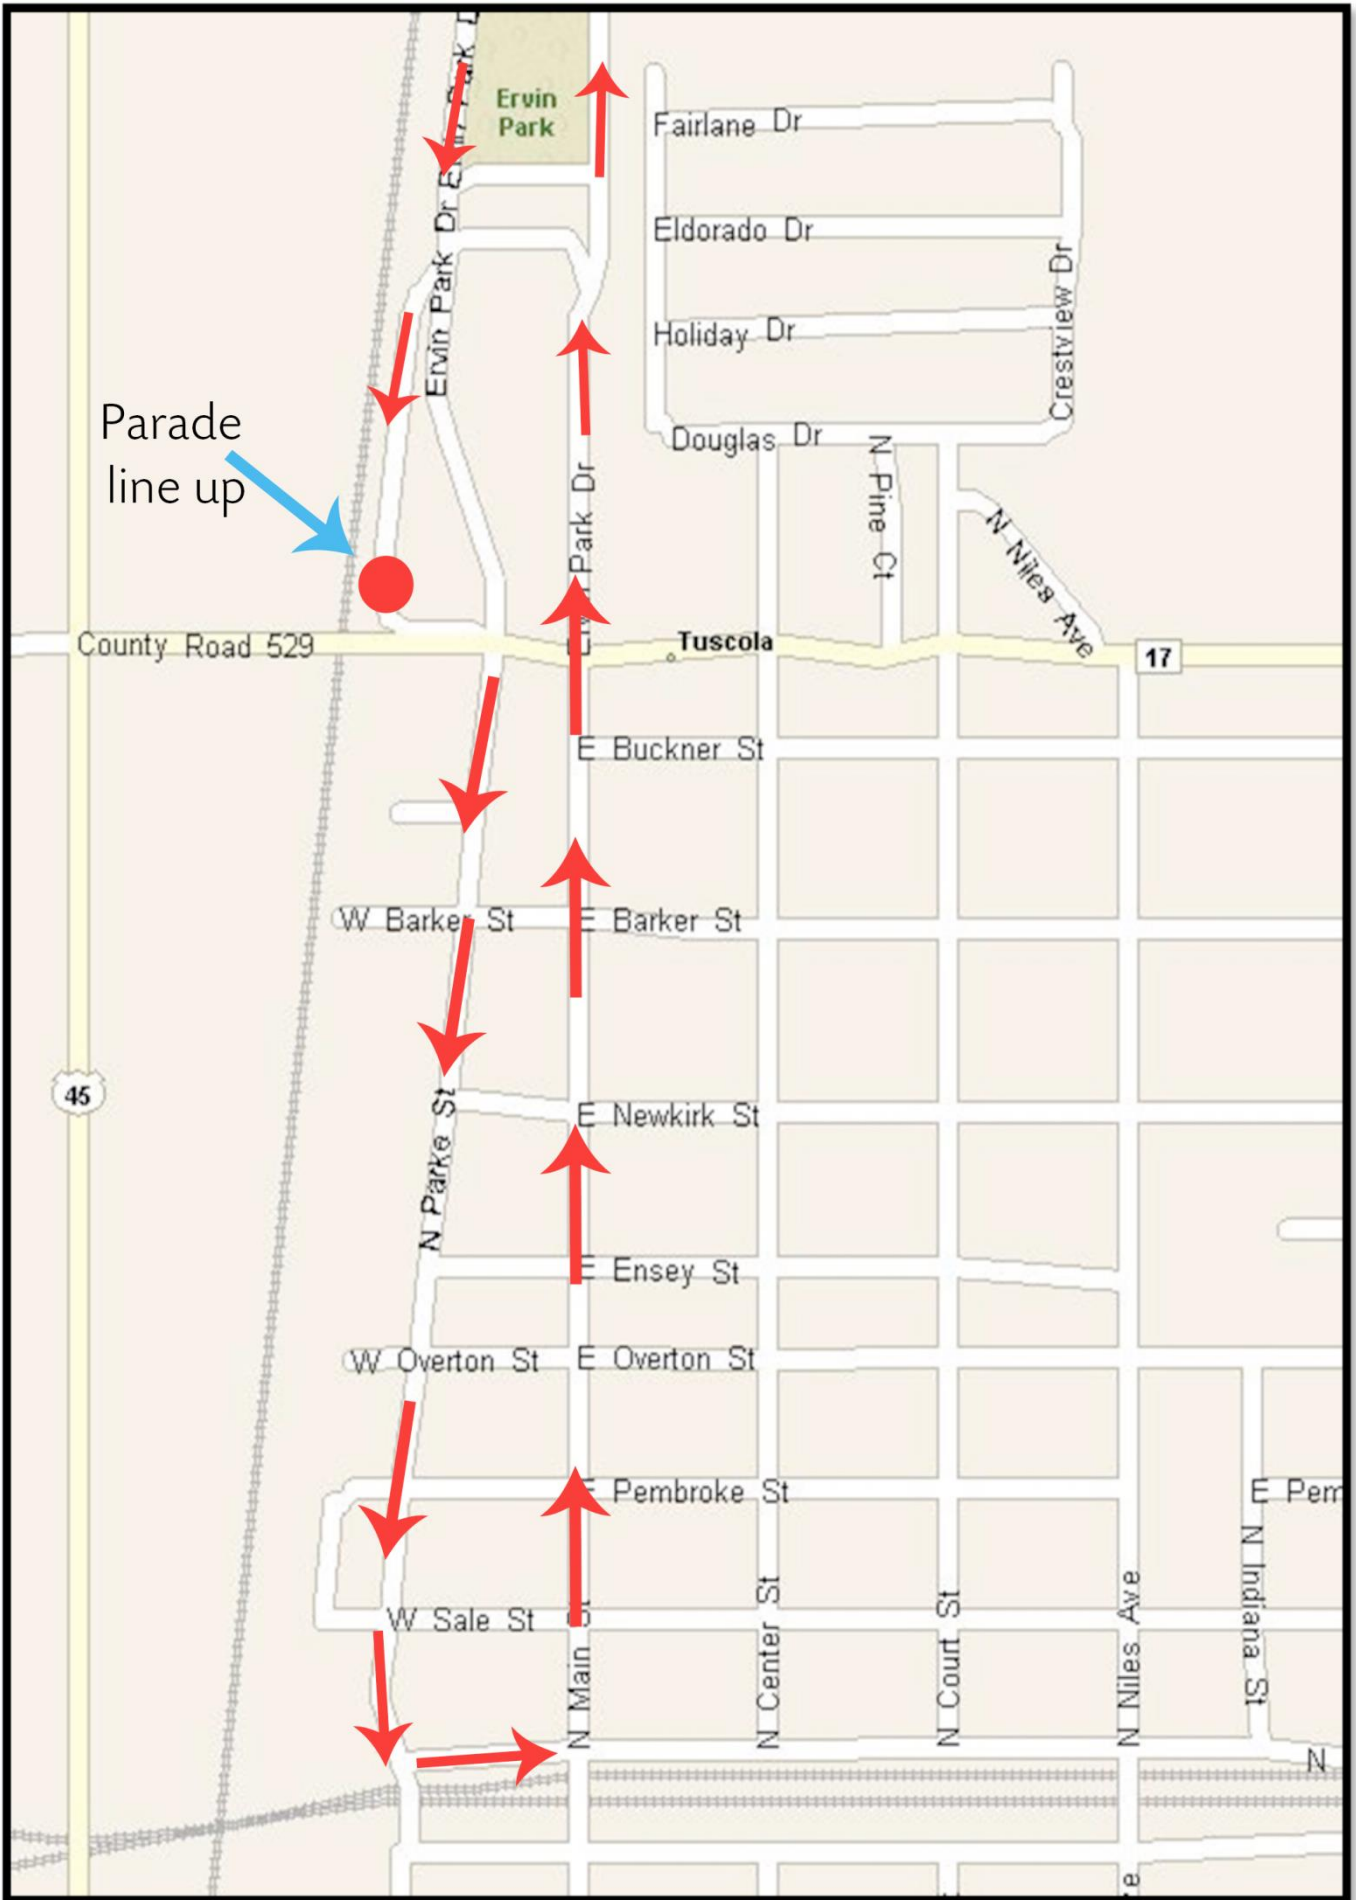 Ervin Park D
Ervin
Park
Fairlane Dr
Ervin Park Dr
Eldorado Dr
Crestview Dr
Holiday Dr
Parade
line up
Douglas Dr
N Pine Ct
Park Dr
N Niles Ave
County Road 529
Tuscola
17
E Buckner St
W Barker St
E Barker St
45
N Parke St
E Newkirk St
E Ensey St
W Overton St
E Overton St
E Pembroke St
E Pem
N Indiana St
W Sale St
N Main St
N Center St
N Court St
N Niles Ave
N
e